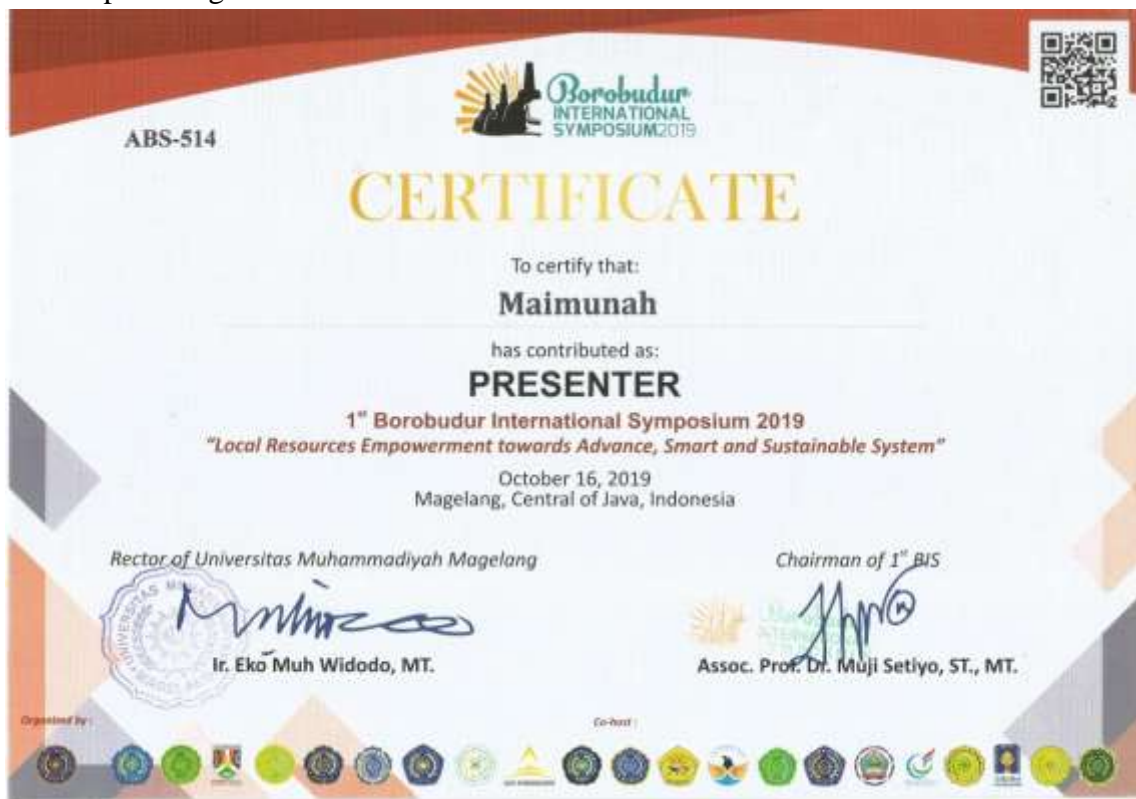 Borobudur
INTERNATIONAL
SYMPOSIUM2019
ABS-514
CERTIFICATE
To certify that:
Maimunah
has contributed as:
PRESENTER
1st Borobudur International Symposium 2019
"Local Resources Empowerment towards Advance, Smart and Sustainable System"
October 16, 2019
Magelang, Central of Java, Indonesia
Rector of Universitas Muhammadiyah Magelang
Chairman of 1st BIS
Ir. Eko Muh Widodo, MT.
Assoc. Prof. Dr. Muji Setiyo, ST., MT.
Organized by :
Co-host :